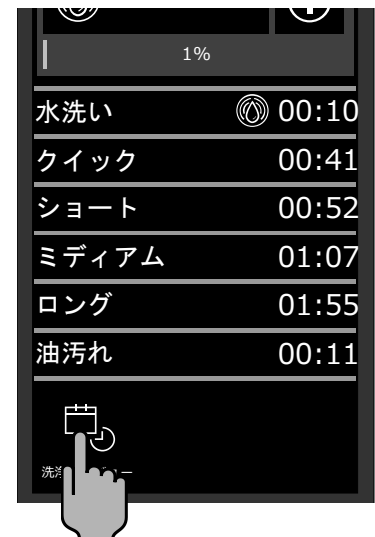 1%
水洗い 00:10
クイック 00:41
ショート 00:52
ミディアム 01:07
ロング 01:55
油汚れ 00:11